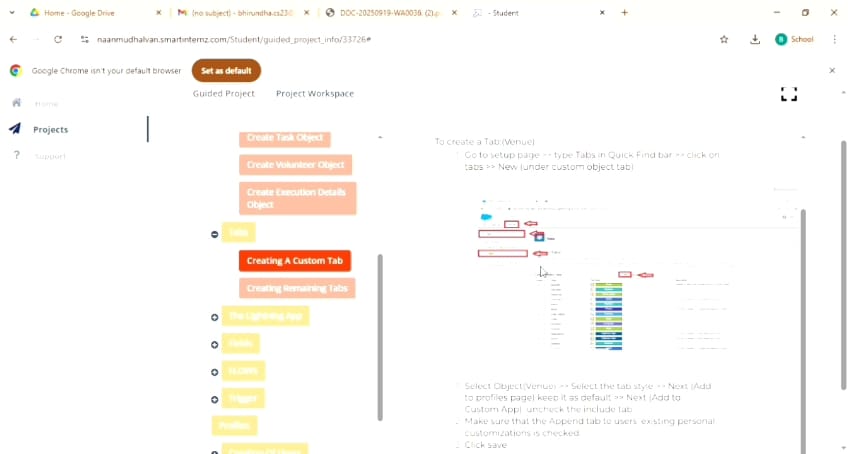 Home - Google Drive
(no subject) - bhirundha.cs23@
DOC-20250919-WA0038. (2).p
- Student
naanmudhalvan.smartinternz.com/Student/guided_project_info/33726#
School
Google Chrome isn't your default browser
Set as default
Guided Project
Project Workspace
Home
Projects
Support
Create Task Object
Create Volunteer Object
Create Execution Details
Object
Tabs
Creating A Custom Tab
Creating Remaining Tabs
The Lightning App
Fields
FLOWS
Trigger
Profiles
Creation Of Users
To create a Tab:(Venue)
Go to setup page >> type Tabs in Quick Find bar >> click on
tabs >> New (under custom object tab)
Select Object(Venue) >> Select the tab style >> Next (Add
to profiles page) keep it as default >> Next (Add to
Custom App) uncheck the include tab
Make sure that the Append tab to users' existing personal
customizations is checked.
Click save